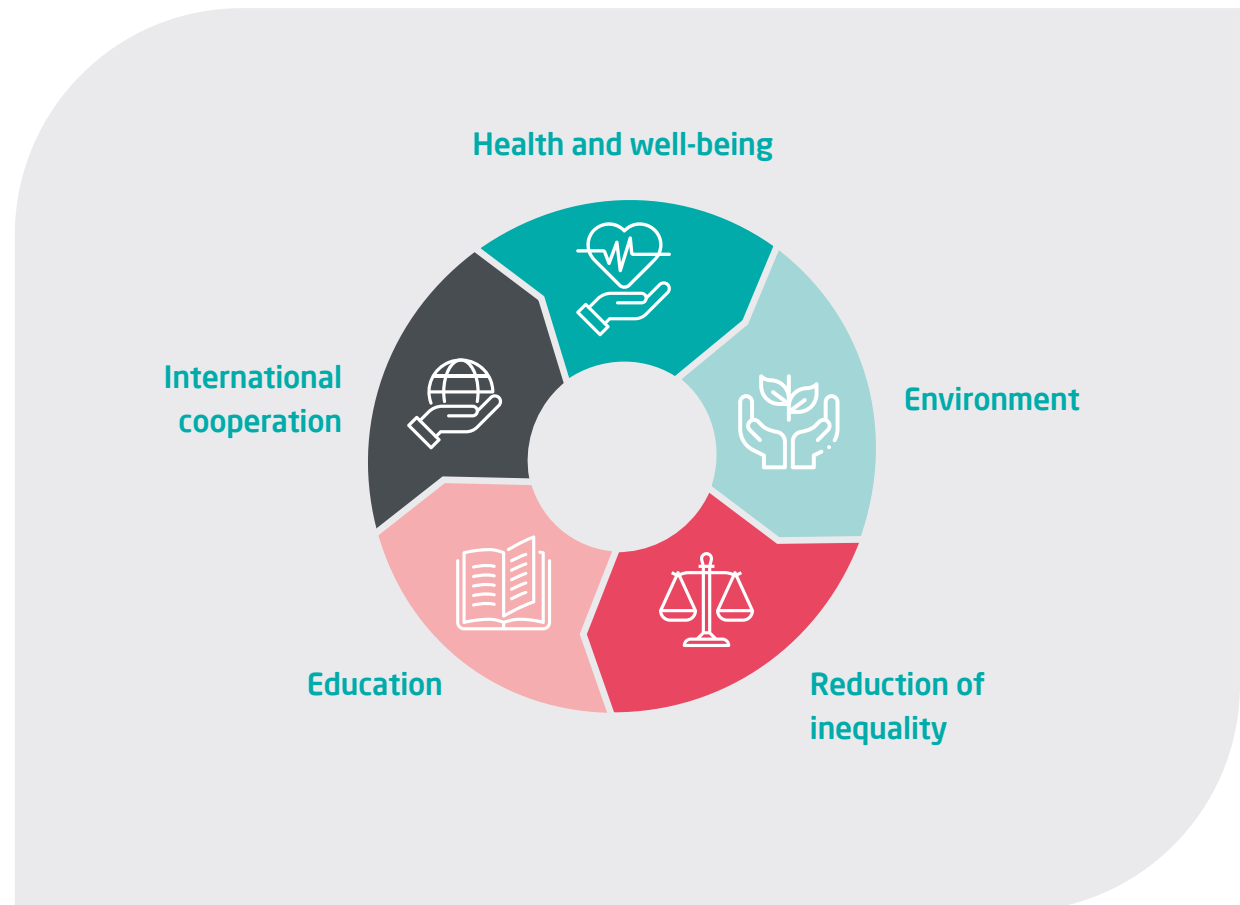 Health and well-being
International
cooperation
Environment
Education
Reduction of
inequality